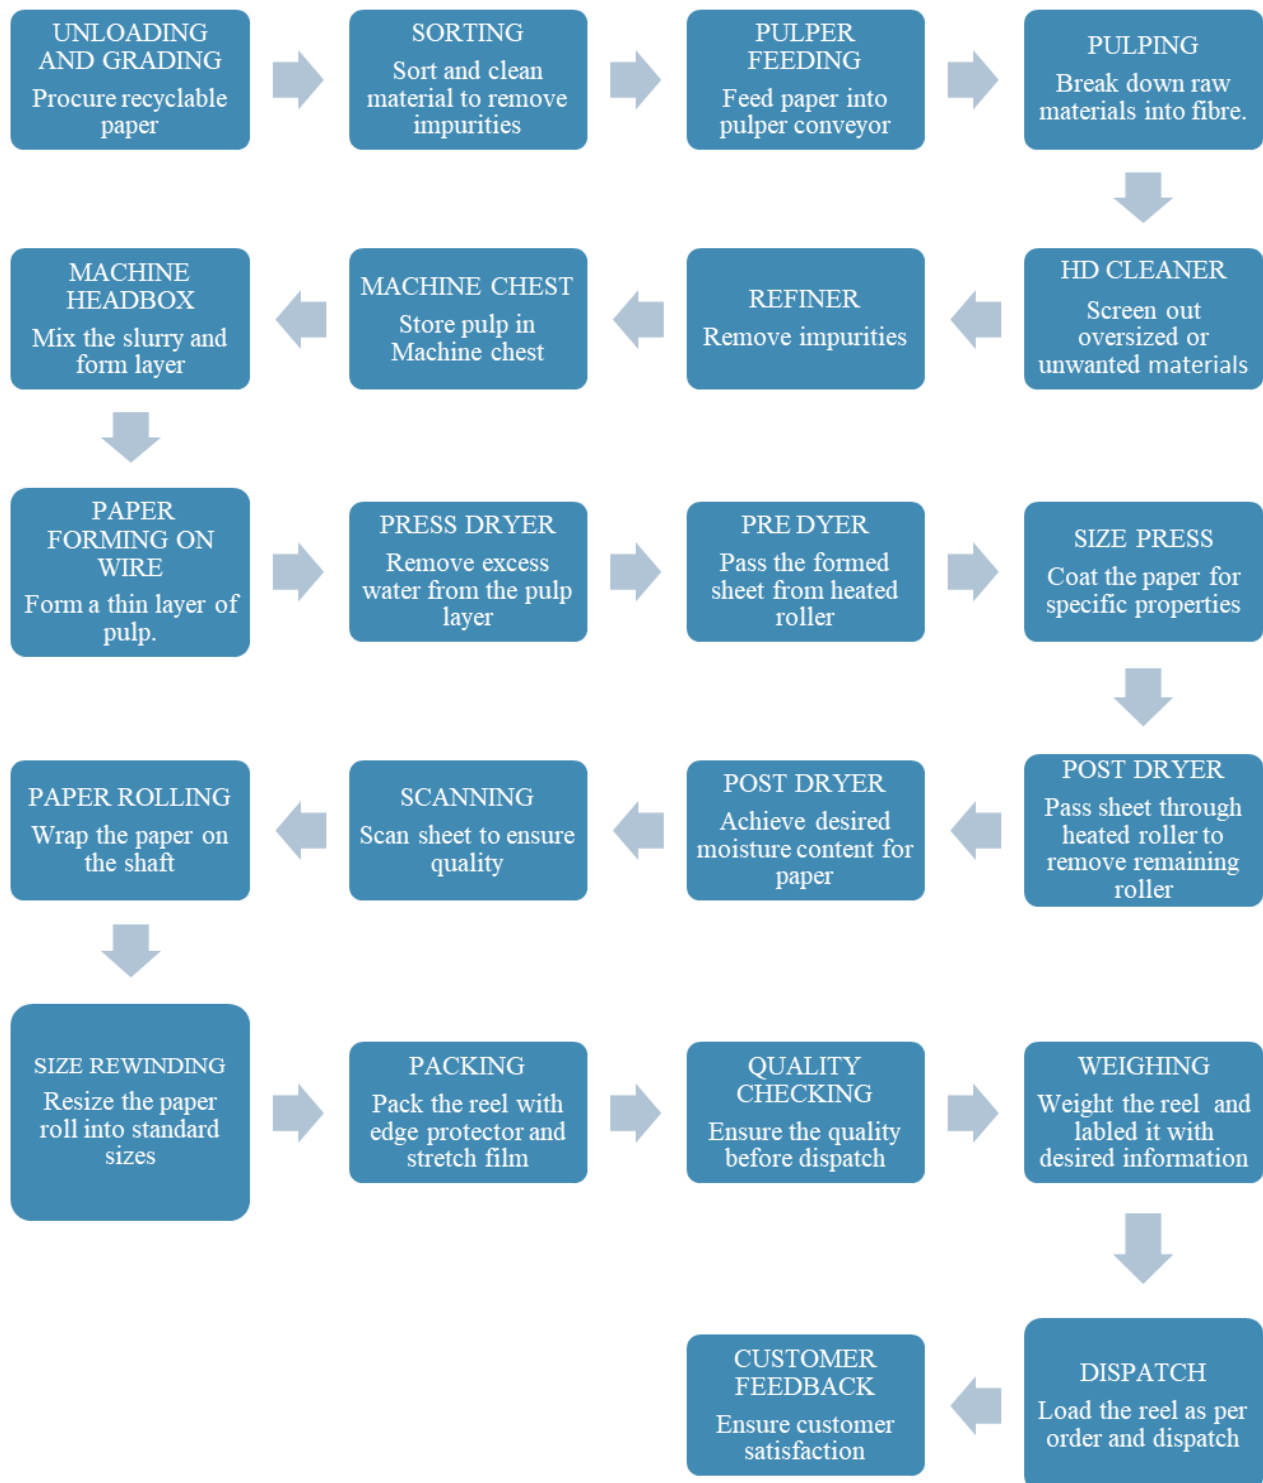 UNLOADING
AND GRADING
Procure recyclable
paper
SORTING
Sort and clean
material to remove
impurities
PULPER
FEEDING
Feed paper into
pulper conveyor
PULPING
Break down raw
materials into fibre.
HD CLEANER
Screen out
oversized or
unwanted materials
REFINER
Remove impurities
MACHINE CHEST
Store pulp in
Machine chest
MACHINE
HEADBOX
Mix the slurry and
form layer
PAPER
FORMING ON
WIRE
Form a thin layer of
pulp.
PRESS DRYER
Remove excess
water from the pulp
layer
PRE DYER
Pass the formed
sheet from heated
roller
SIZE PRESS
Coat the paper for
specific properties
POST DRYER
Pass sheet through
heated roller to
remove remaining
roller
POST DRYER
Achieve desired
moisture content for
paper
SCANNING
Scan sheet to ensure
quality
PAPER ROLLING
Wrap the paper on
the shaft
SIZE REWINDING
Resize the paper
roll into standard
sizes
PACKING
Pack the reel with
edge protector and
stretch film
QUALITY
CHECKING
Ensure the quality
before dispatch
WEIGHING
Weight the reel and
labled it with
desired information
DISPATCH
Load the reel as per
order and dispatch
CUSTOMER
FEEDBACK
Ensure customer
satisfaction